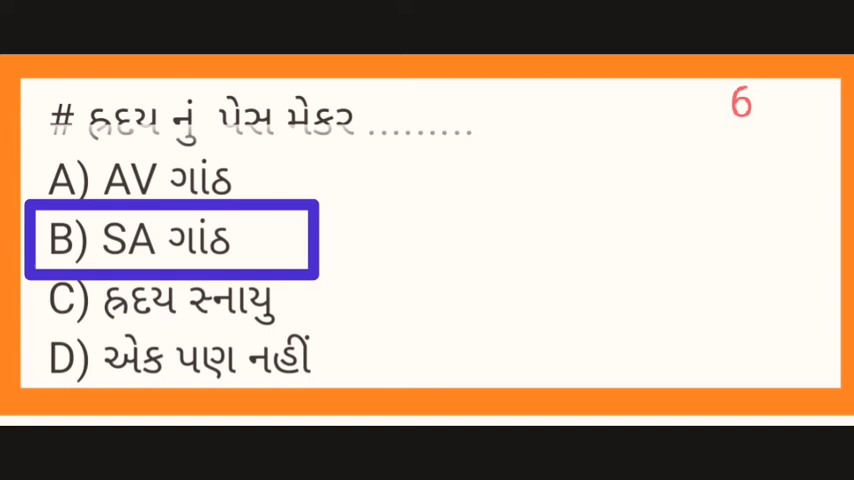 # હ્રદય નું પેસ મેકર ..........
6
A) AV ગાંઠ
B) SA ગાંઠ
C) હ્રદય સ્નાયુ
D) એક પણ નહીં